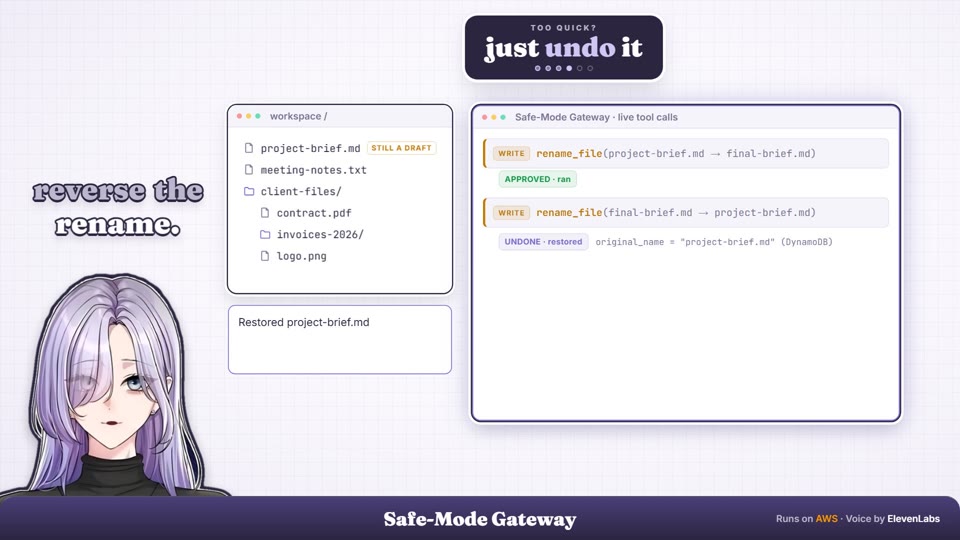 TOO QUICK?
just undo it
workspace /
project-brief.md STILL A DRAFT
meeting-notes.txt
client-files/
contract.pdf
invoices-2026/
logo.png
Restored project-brief.md
Safe-Mode Gateway · live tool calls
WRITE rename_file(project-brief.md → final-brief.md)
APPROVED · ran
WRITE rename_file(final-brief.md → project-brief.md)
UNDONE · restored original_name = "project-brief.md" (DynamoDB)
reverse the
rename.
Safe-Mode Gateway
Runs on AWS · Voice by ElevenLabs